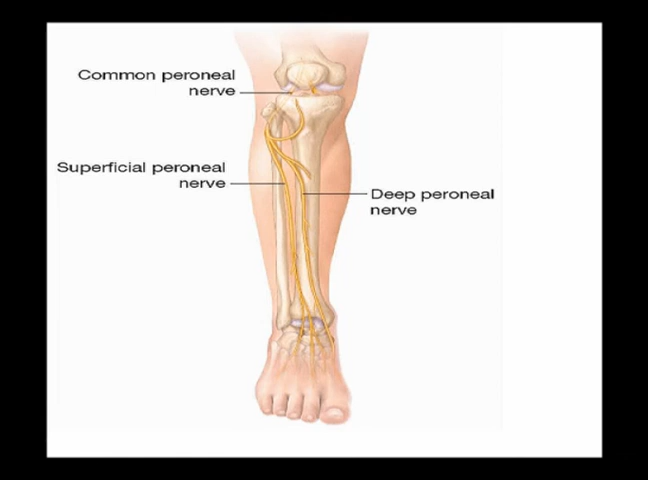 Common peroneal
nerve
Superficial peroneal
nerve
Deep peroneal
nerve